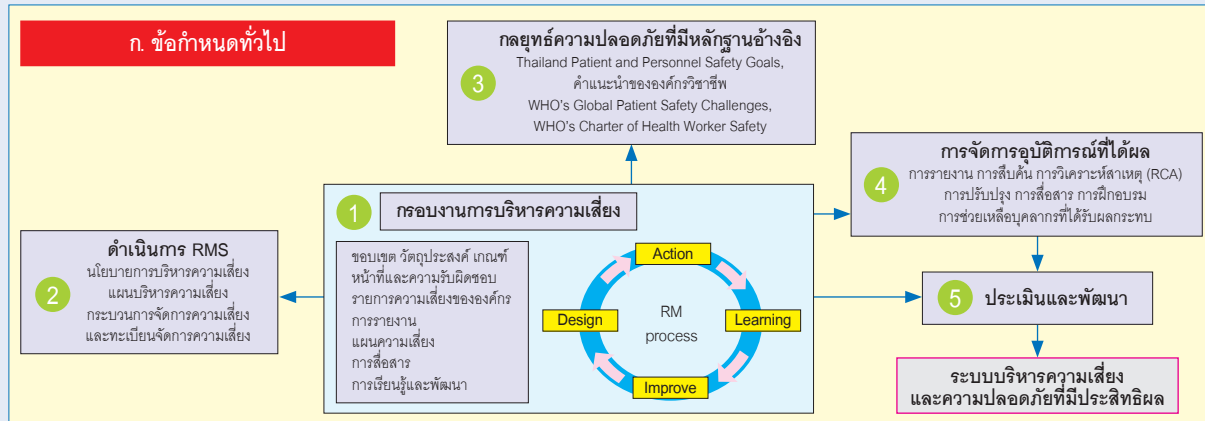 ก. ข้อกำหนดทั่วไป
3
กลยุทธ์ความปลอดภัยที่มีหลักฐานอ้างอิง
Thailand Patient and Personnel Safety Goals,
คำแนะนำขององค์กรวิชาชีพ
WHO's Global Patient Safety Challenges,
WHO's Charter of Health Worker Safety
1
กรอบงานการบริหารความเสี่ยง
ขอบเขต วัตถุประสงค์ เกณฑ์
หน้าที่และความรับผิดชอบ
รายการความเสี่ยงขององค์กร
การรายงาน
แผนความเสี่ยง
การสื่อสาร
การเรียนรู้และพัฒนา
Action
Design
RM
process
Learning
Improve
2
ดำเนินการ RMS
นโยบายการบริหารความเสี่ยง
แผนบริหารความเสี่ยง
กระบวนการจัดการความเสี่ยง
และทะเบียนจัดการความเสี่ยง
4
การจัดการอุบัติการณ์ที่ได้ผล
การรายงาน การสืบค้น การวิเคราะห์สาเหตุ (RCA)
การปรับปรุง การสื่อสาร การฝึกอบรม
การช่วยเหลือบุคลากรที่ได้รับผลกระทบ
5
ประเมินและพัฒนา
ระบบบริหารความเสี่ยง
และความปลอดภัยที่มีประสิทธิผล